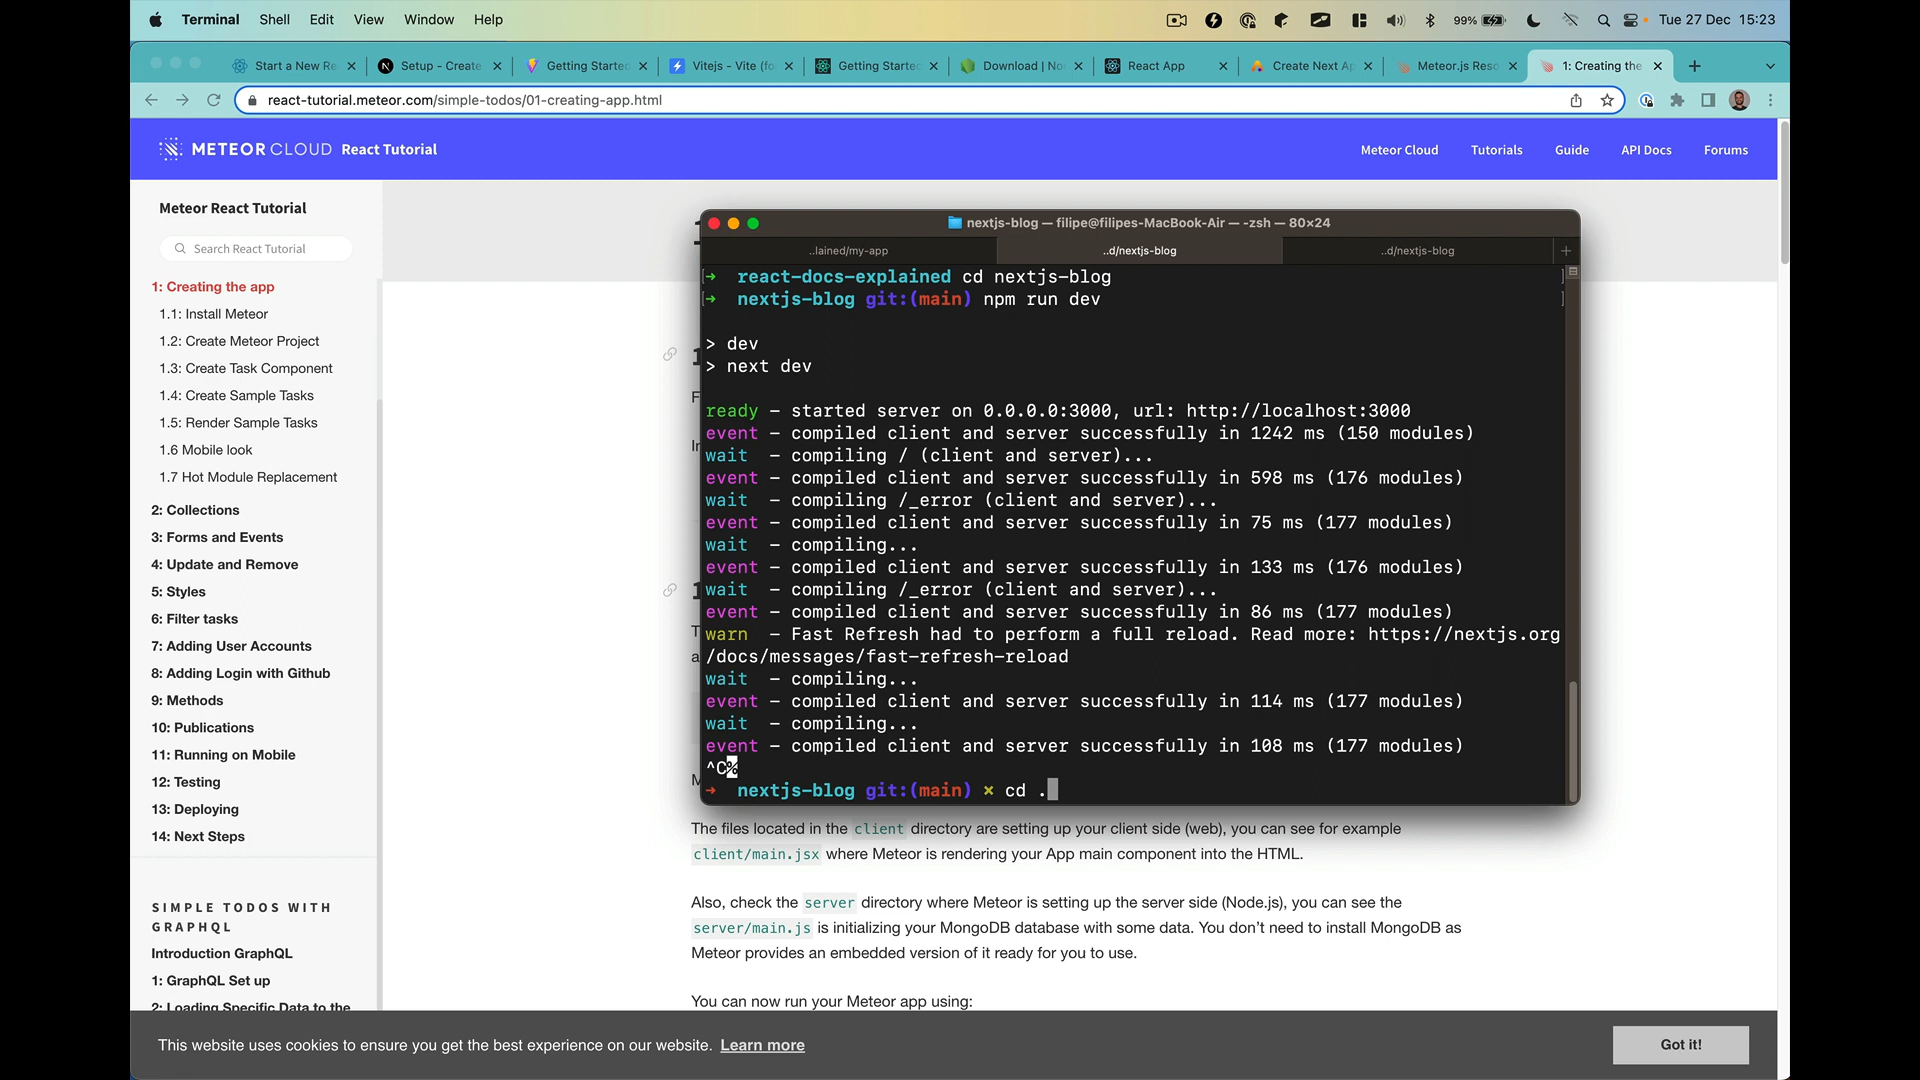 Terminal Shell Edit View Window Help 99% Tue 27 Dec 15:23
Start a New Re Setup - Create Getting Starte Vitejs - Vite (fo Getting Starte Download | No React App Create Next Ap Meteor.js Reso 1: Creating the
react-tutorial.meteor.com/simple-todos/01-creating-app.html
METEOR CLOUD React Tutorial Meteor Cloud Tutorials Guide API Docs Forums
Meteor React Tutorial
Search React Tutorial
1: Creating the app
1.1: Install Meteor
1.2: Create Meteor Project
1.3: Create Task Component
1.4: Create Sample Tasks
1.5: Render Sample Tasks
1.6 Mobile look
1.7 Hot Module Replacement
2: Collections
3: Forms and Events
4: Update and Remove
5: Styles
6: Filter tasks
7: Adding User Accounts
8: Adding Login with Github
9: Methods
10: Publications
11: Running on Mobile
12: Testing
13: Deploying
14: Next Steps
SIMPLE TODOS WITH
GRAPHQL
Introduction GraphQL
1: GraphQL Set up
2: Loading Specific Data to the
nextjs-blog — filipe@filipes-MacBook-Air — -zsh — 80×24
..lained/my-app ..d/nextjs-blog ..d/nextjs-blog
[➜ react-docs-explained cd nextjs-blog ]
[➜ nextjs-blog git:(main) npm run dev ]
> dev
> next dev
ready - started server on 0.0.0.0:3000, url: http://localhost:3000
event - compiled client and server successfully in 1242 ms (150 modules)
wait - compiling / (client and server)...
event - compiled client and server successfully in 598 ms (176 modules)
wait - compiling /_error (client and server)...
event - compiled client and server successfully in 75 ms (177 modules)
wait - compiling...
event - compiled client and server successfully in 133 ms (176 modules)
wait - compiling /_error (client and server)...
event - compiled client and server successfully in 86 ms (177 modules)
warn - Fast Refresh had to perform a full reload. Read more: https://nextjs.org
/docs/messages/fast-refresh-reload
wait - compiling...
event - compiled client and server successfully in 114 ms (177 modules)
wait - compiling...
event - compiled client and server successfully in 108 ms (177 modules)
^C%
➜ nextjs-blog git:(main) × cd .
The files located in the client directory are setting up your client side (web), you can see for example
client/main.jsx where Meteor is rendering your App main component into the HTML.
Also, check the server directory where Meteor is setting up the server side (Node.js), you can see the
server/main.js is initializing your MongoDB database with some data. You don't need to install MongoDB as
Meteor provides an embedded version of it ready for you to use.
You can now run your Meteor app using:
This website uses cookies to ensure you get the best experience on our website. Learn more Got it!